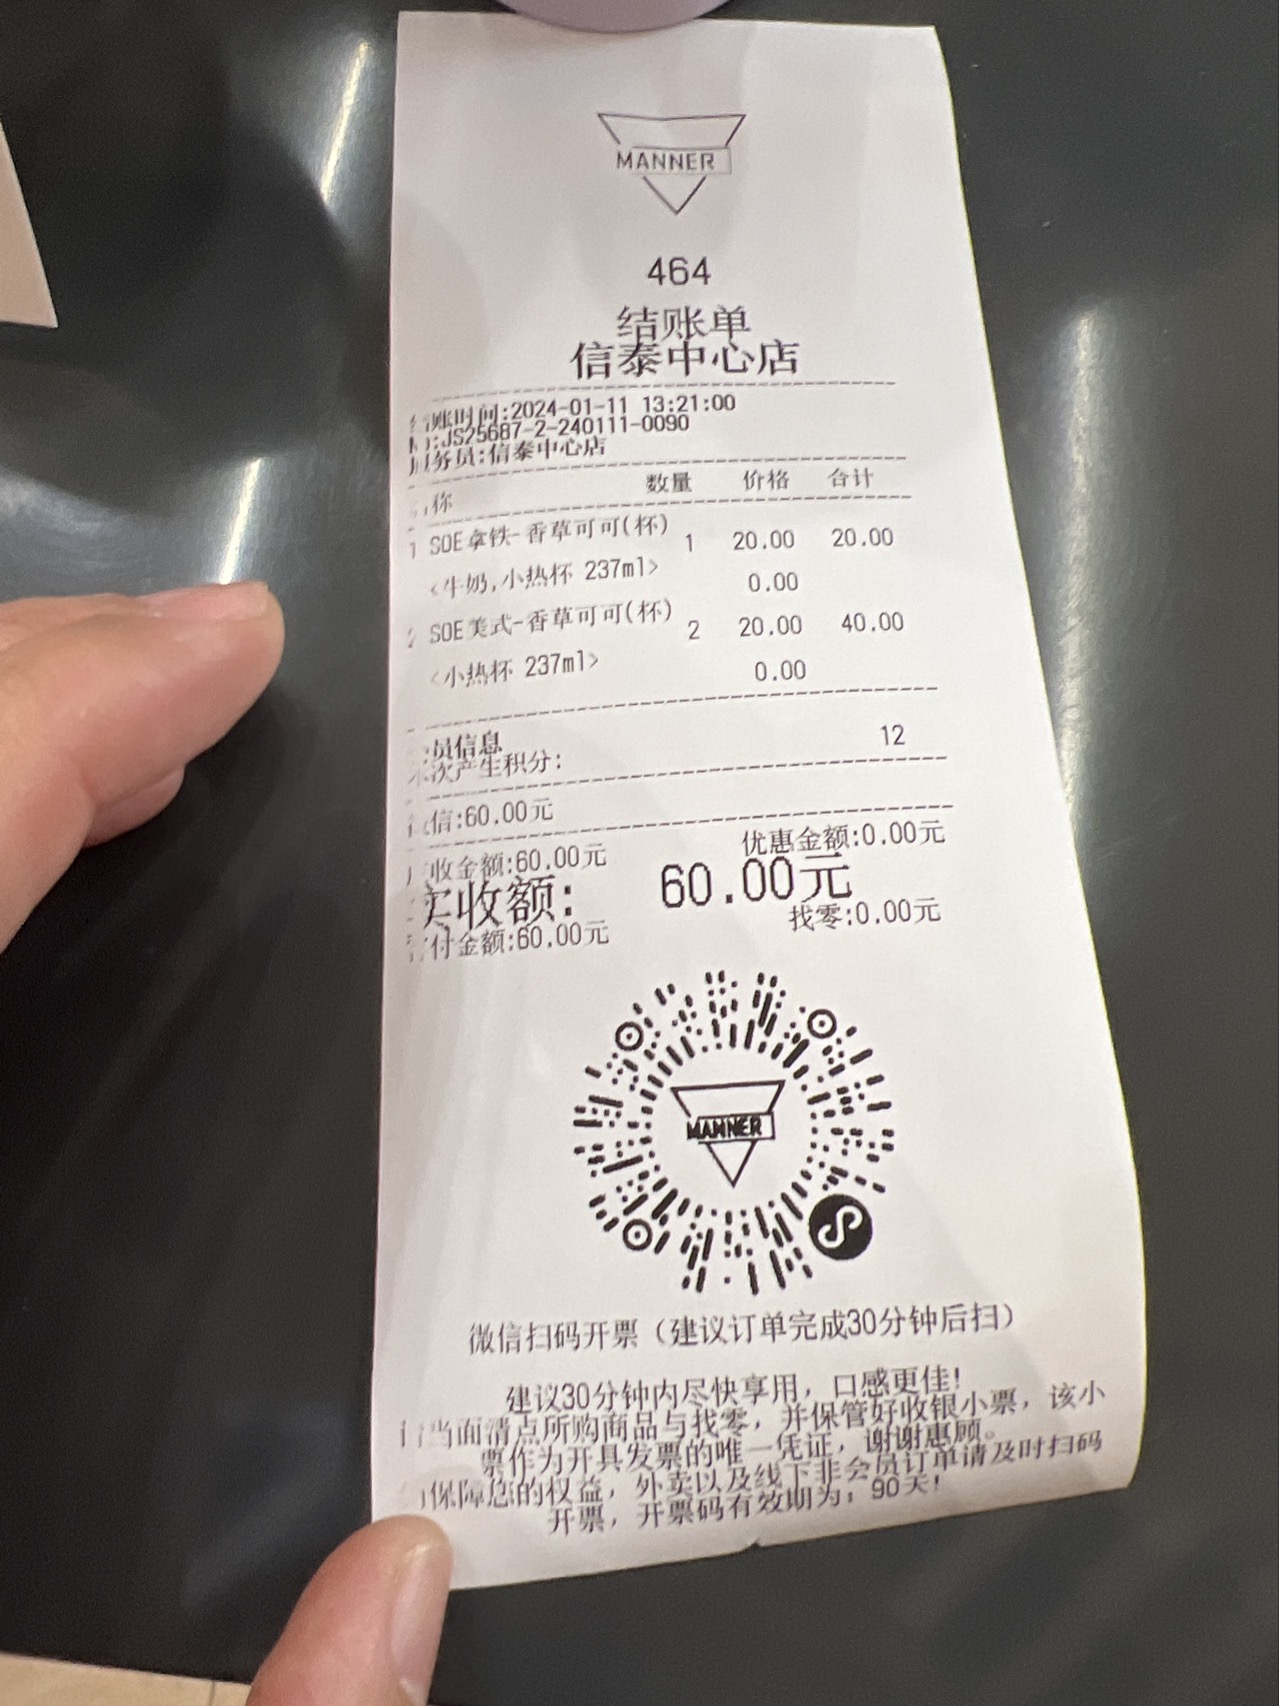 MANNER
464
结账单
信泰中心店
结账时间:2024-01-11 13:21:00
:JS25687-2-240111-0090
服务员:信泰中心店
称 数量 价格 合计
1 SOE拿铁-香草可可(杯) 1 20.00 20.00
<牛奶,小热杯 237ml> 0.00
2 SOE美式-香草可可(杯) 2 20.00 40.00
<小热杯 237ml> 0.00
会员信息
本次产生积分: 12
微信:60.00元
应收金额:60.00元 优惠金额:0.00元
实收额: 60.00元
付金额:60.00元 找零:0.00元
MANNER
微信扫码开票（建议订单完成30分钟后扫）
建议30分钟内尽快享用，口感更佳!
请当面清点所购商品与找零，并保管好收银小票，该小
票作为开具发票的唯一凭证，谢谢惠顾。
保障您的权益，外卖以及线下非会员订单请及时扫码
开票，开票码有效期为：90天!